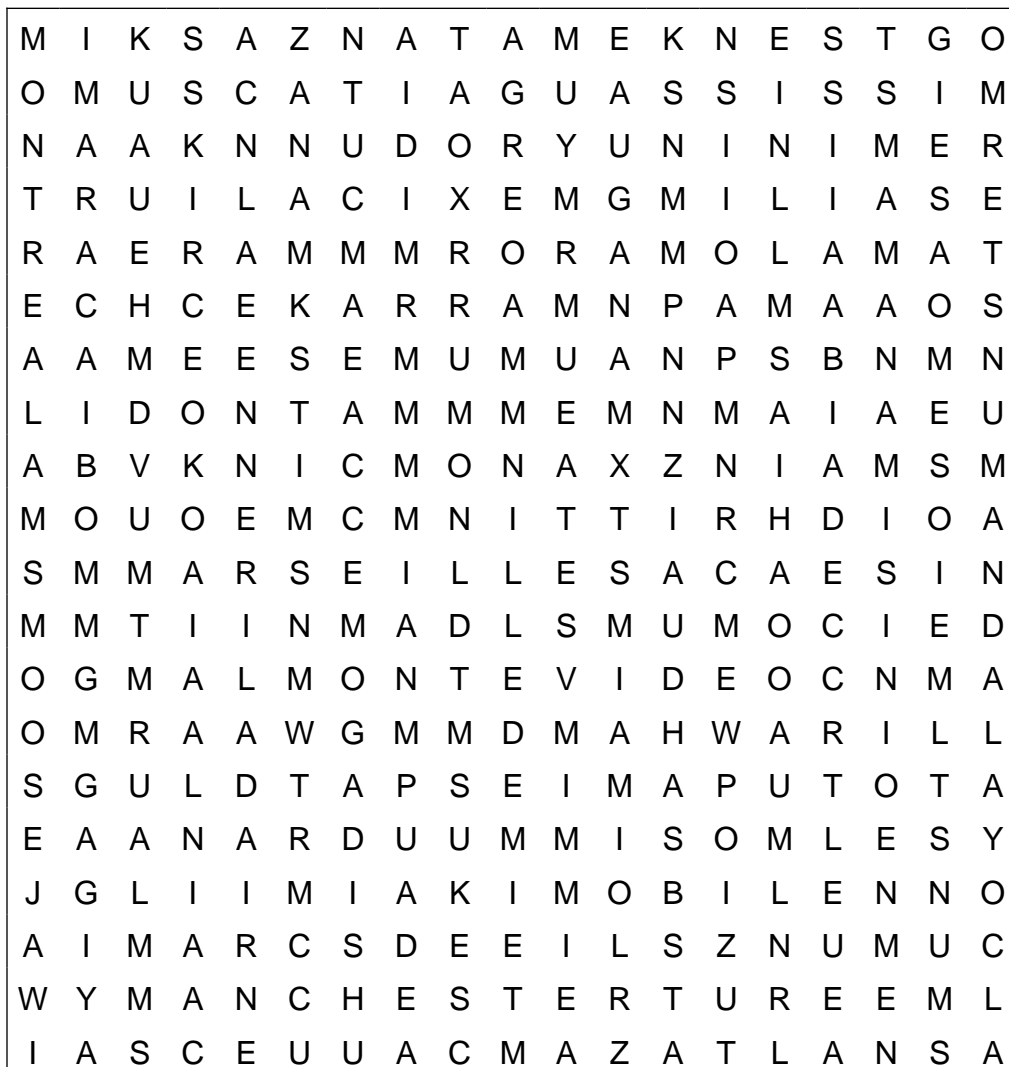 M I K S A Z N A T A M E K N E S T G O
O M U S C A T I A G U A S S I S S I M
N A A K N N U D O R Y U N I N I M E R
T R U I L A C I X E M G M I L I A S E
R A E R A M M M R O R A M O L A M A T
E C H C E K A R R A M N P A M A A O S
A A M E E S E M U M U A N P S B N M N
L I D O N T A M M M E M N M A I A E U
A B V K N I C M O N A X Z N I A M S M
M O U O E M C M N I T T I R H D I O A
S M M A R S E I L L E S A C A E S I N
M M T I I N M A D L S M U M O C I E D
O G M A L M O N T E V I D E O C N M A
O M R A A W G M M D M A H W A R I L L
S G U L D T A P S E I M A P U T O T A
E A A N A R D U U M M I S O M L E S Y
J G L I I M I A K I M O B I L E N N O
A I M A R C S D E E I L S Z N U M U C
W Y M A N C H E S T E R T U R E E M L
I A S C E U U A C M A Z A T L A N S A